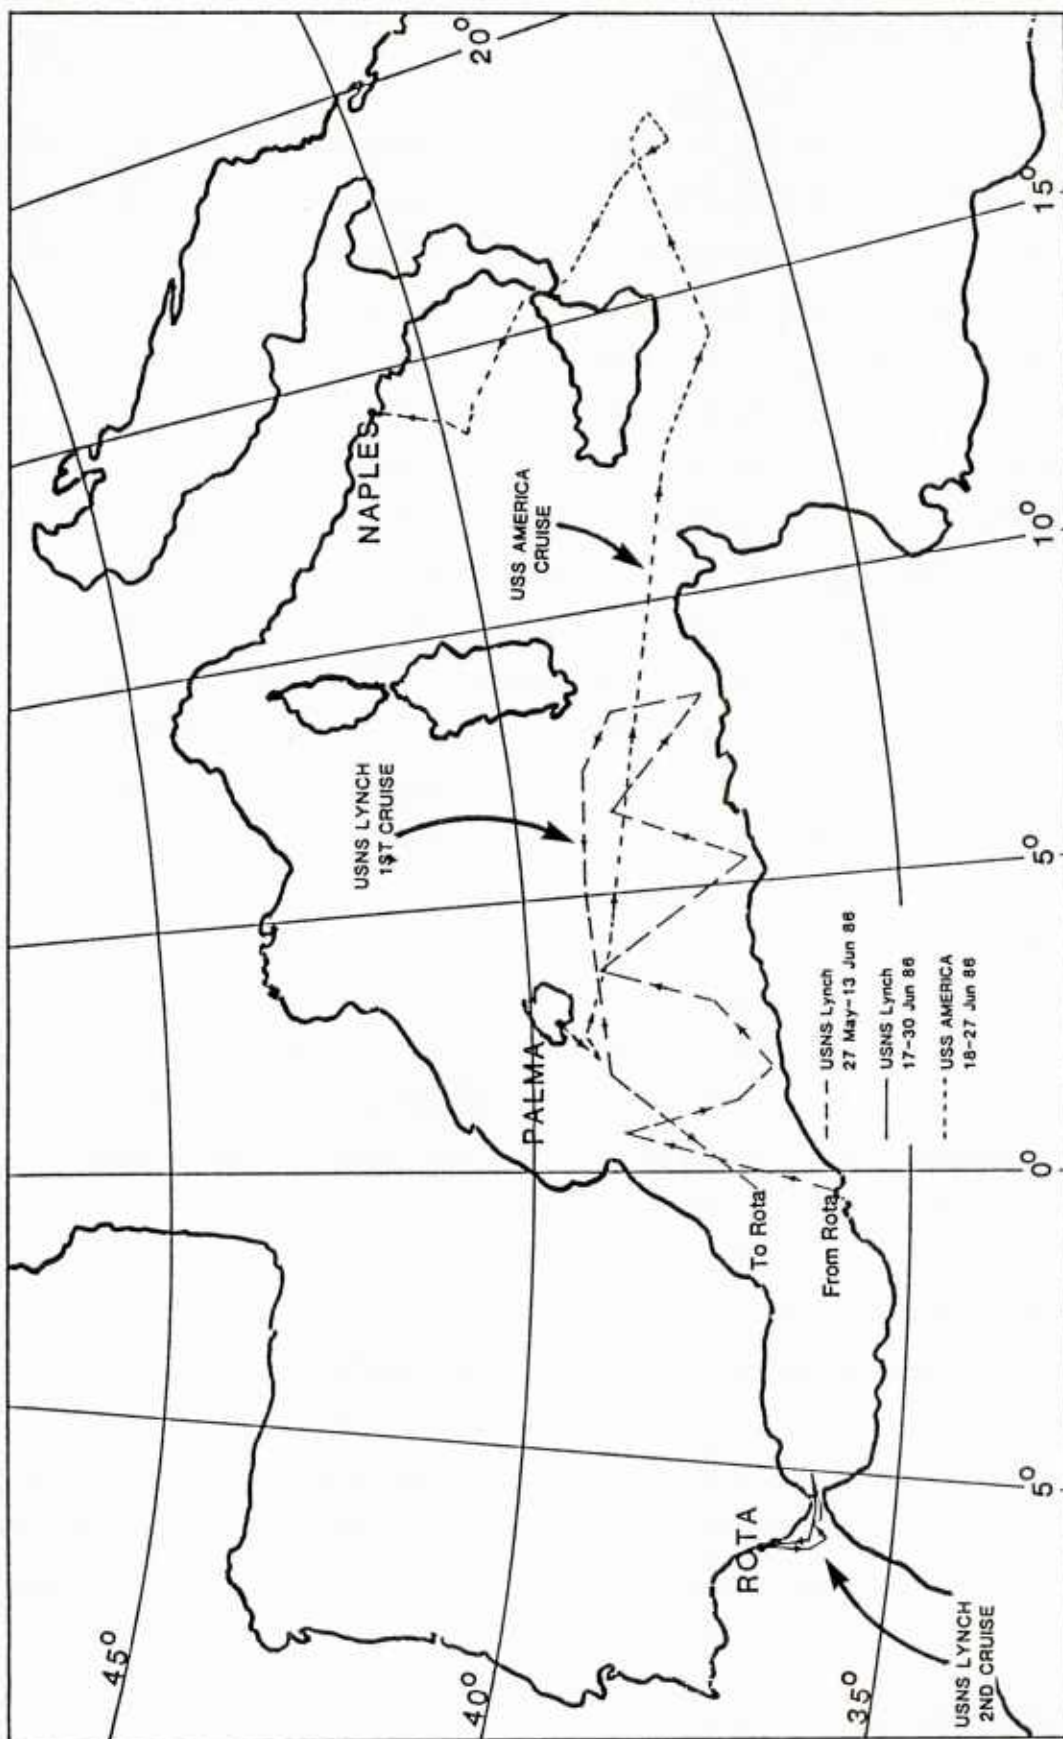 45°
40°
35°
5°
0°
5°
10°
15°
20°
NAPLES
PALMA
ROTA
USS AMERICA
CRUISE
USNS LYNCH
1ST CRUISE
To Rota
From Rota
USNS Lynch
27 May–13 Jun 86
USNS Lynch
17–30 Jun 86
USS AMERICA
18–27 Jun 86
USNS LYNCH
2ND CRUISE